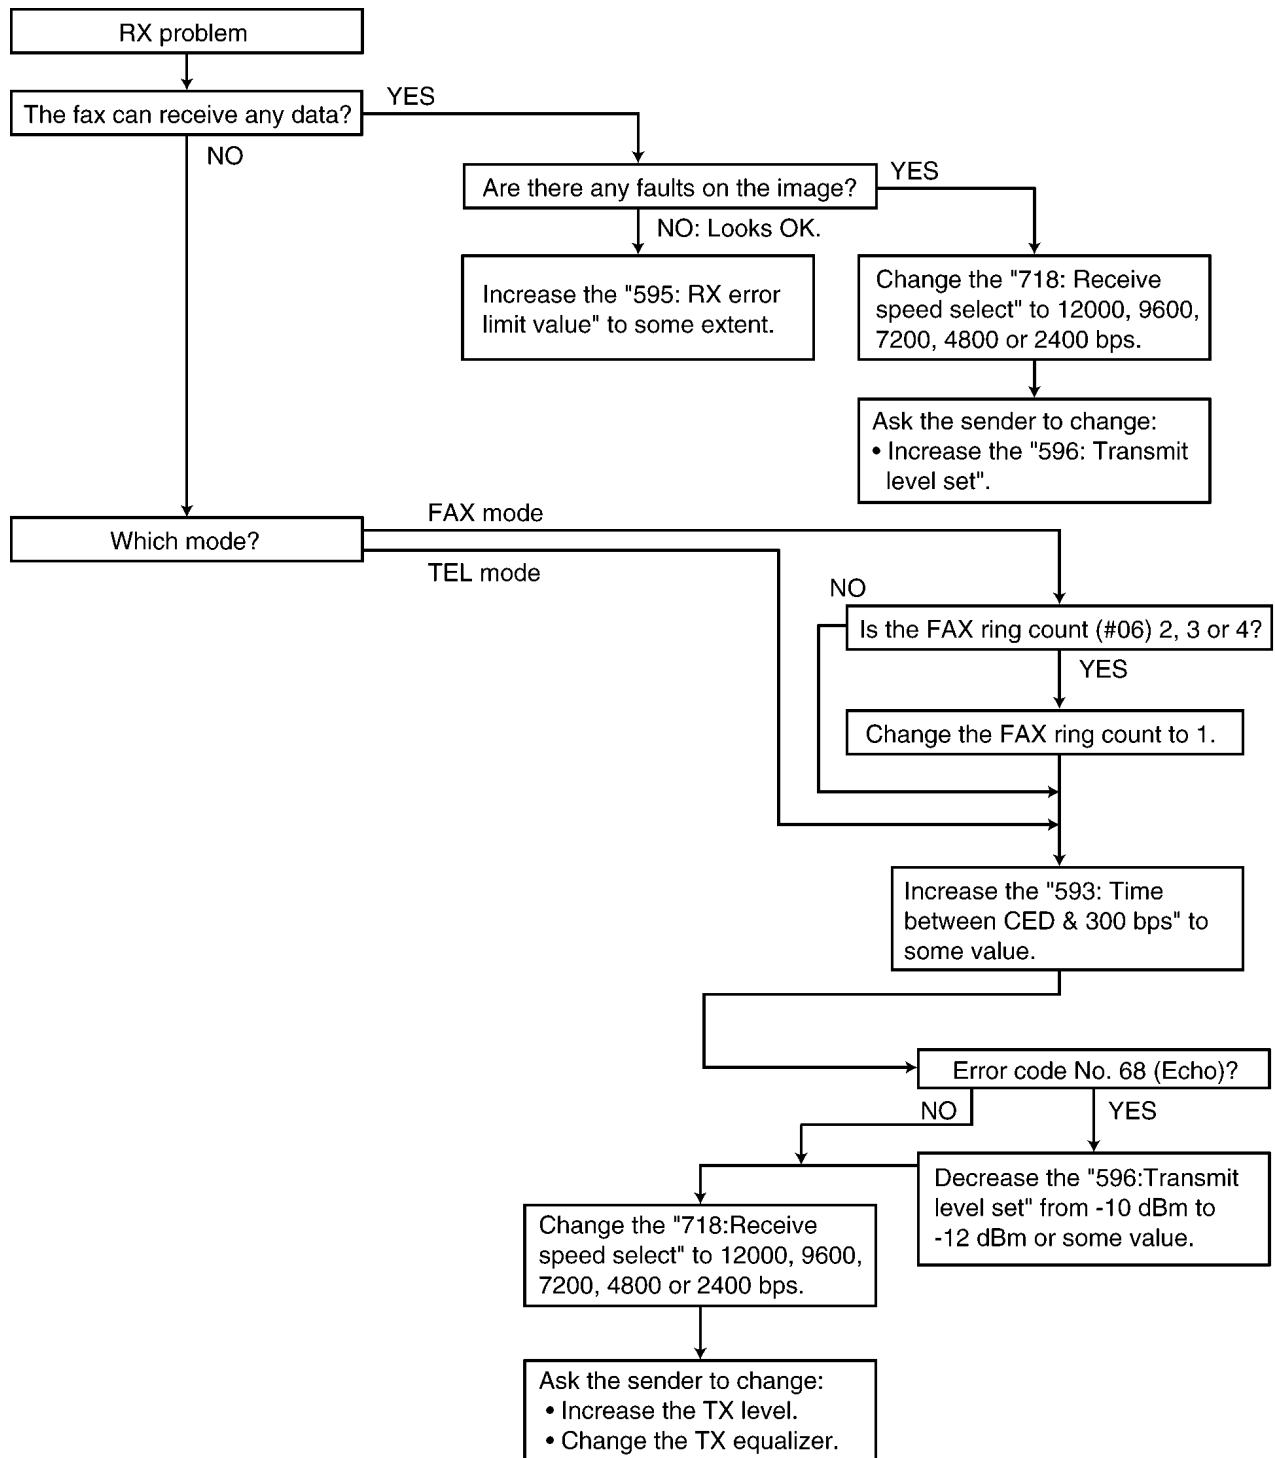 RX problem
The fax can receive any data?
YES
NO
Are there any faults on the image?
YES
NO: Looks OK.
Increase the "595: RX error
limit value" to some extent.
Change the "718: Receive
speed select" to 12000, 9600,
7200, 4800 or 2400 bps.
Ask the sender to change:
• Increase the "596: Transmit
level set".
Which mode?
FAX mode
TEL mode
NO
Is the FAX ring count (#06) 2, 3 or 4?
YES
Change the FAX ring count to 1.
Increase the "593: Time
between CED & 300 bps" to
some value.
Error code No. 68 (Echo)?
NO
YES
Decrease the "596:Transmit
level set" from -10 dBm to
-12 dBm or some value.
Change the "718:Receive
speed select" to 12000, 9600,
7200, 4800 or 2400 bps.
Ask the sender to change:
• Increase the TX level.
• Change the TX equalizer.